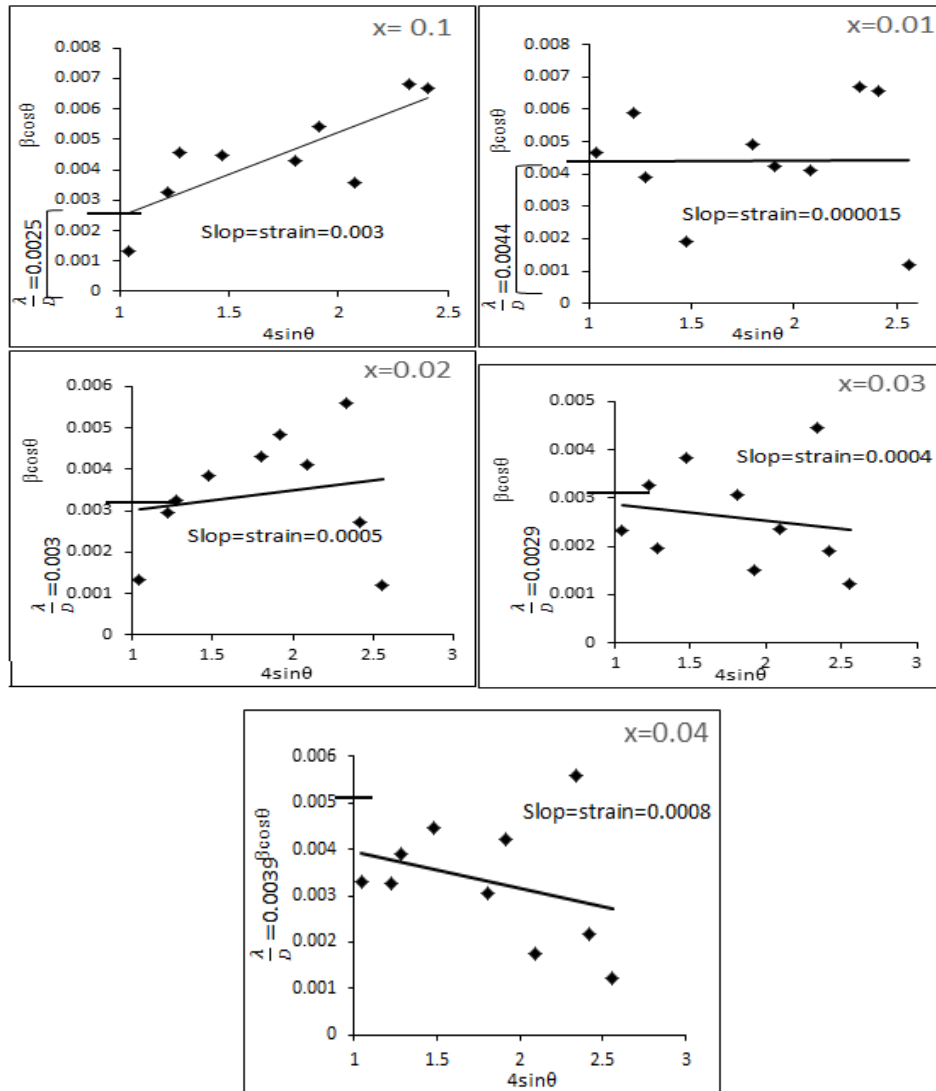 x= 0.1
0.008
0.007
0.006
0.005
0.004
0.003
0.002
0.001
0
βcosθ
λ/D =0.0025
Slop=strain=0.003
1 1.5 2 2.5
4sinθ
x=0.01
0.008
0.007
0.006
0.005
0.004
0.003
0.002
0.001
0
βcosθ
λ/D =0.0044
Slop=strain=0.000015
1 1.5 2 2.5
4sinθ
x=0.02
0.006
0.005
0.004
0.003
0.002
0.001
0
βcosθ
λ/D =0.003
Slop=strain=0.0005
1 1.5 2 2.5 3
4sinθ
x=0.03
0.005
0.004
0.003
0.002
0.001
0
βcosθ
λ/D =0.0029
Slop=strain=0.0004
1 1.5 2 2.5 3
4sinθ
x=0.04
0.006
0.005
0.004
0.003
0.002
0.001
0
βcosθ
λ/D =0.0039
Slop=strain=0.0008
1 1.5 2 2.5 3
4sinθ